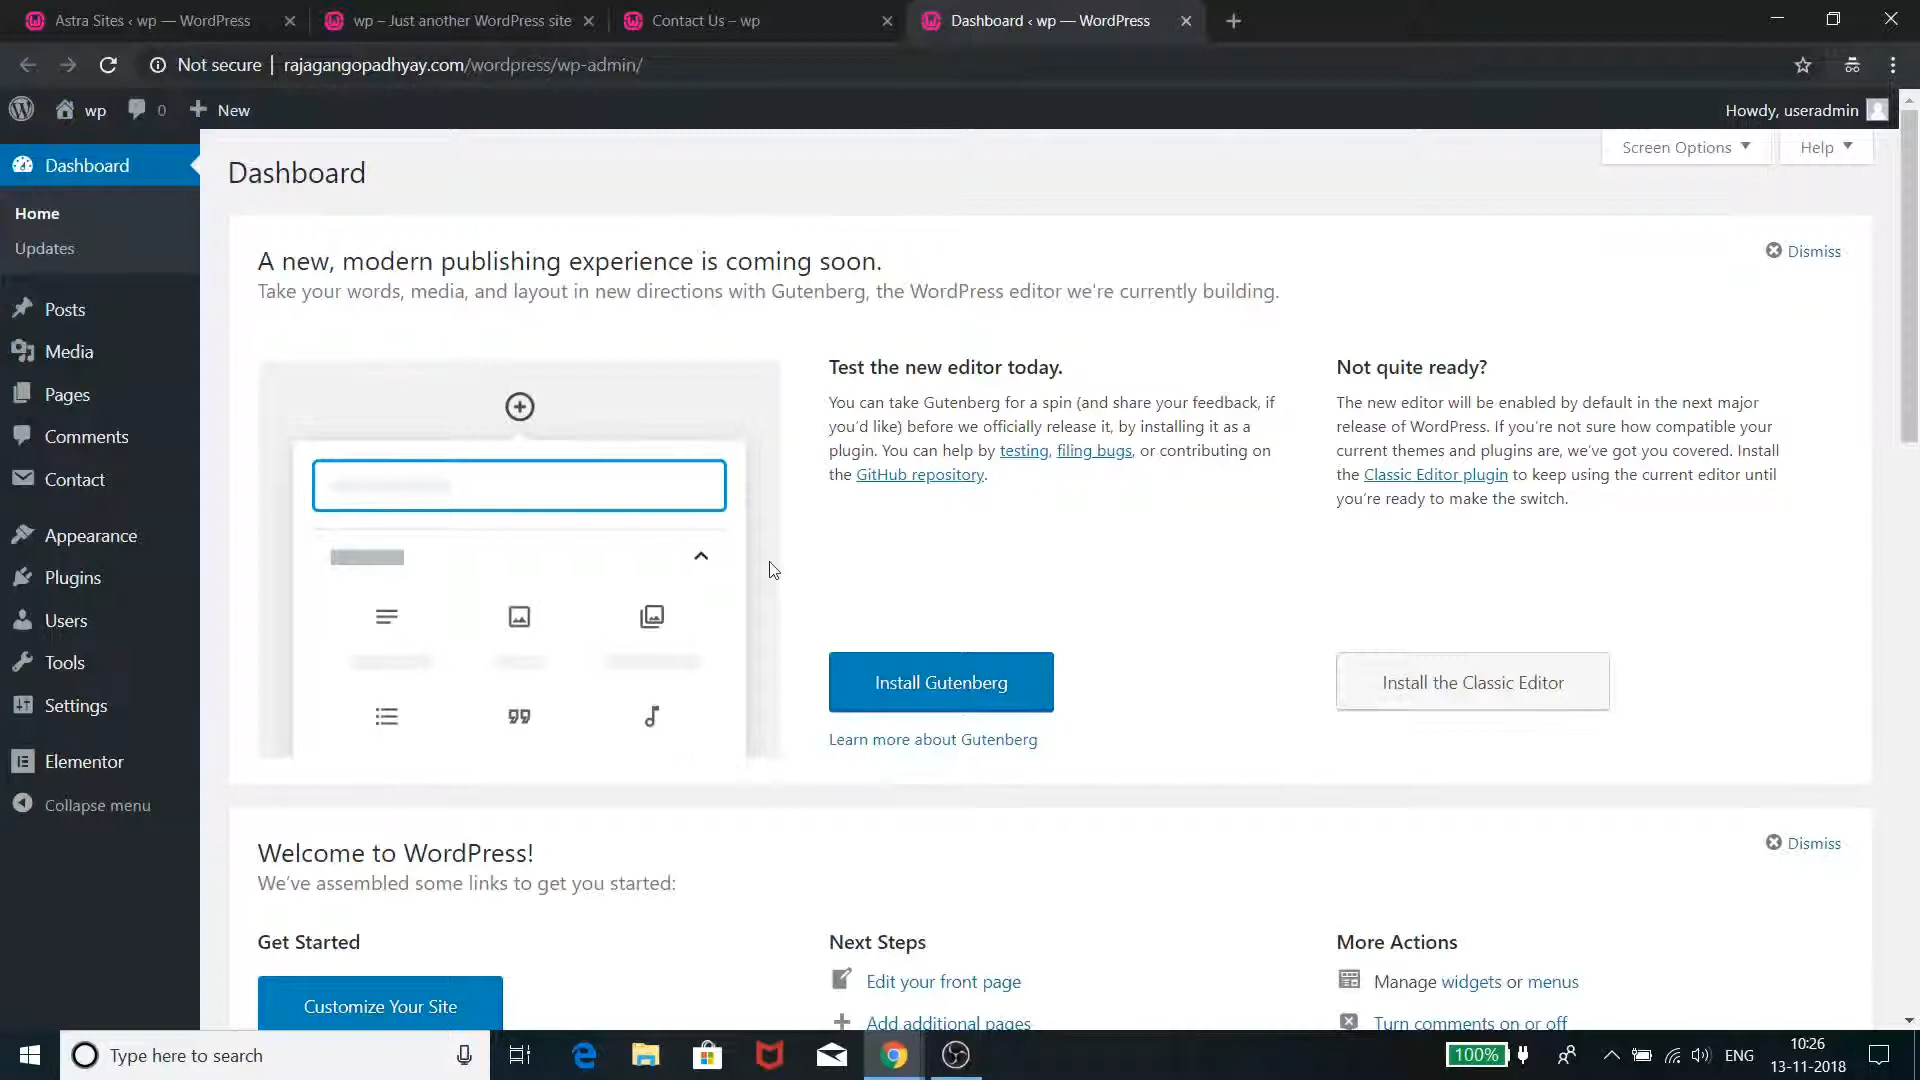 Astra Sites ‹ wp — WordPress
wp – Just another WordPress site
Contact Us – wp
Dashboard ‹ wp — WordPress
Not secure
rajagangopadhyay.com/wordpress/wp-admin/
wp
0
New
Howdy, useradmin
Dashboard
Home
Updates
Posts
Media
Pages
Comments
Contact
Appearance
Plugins
Users
Tools
Settings
Elementor
Collapse menu
Dashboard
Screen Options
Help
A new, modern publishing experience is coming soon.
Take your words, media, and layout in new directions with Gutenberg, the WordPress editor we're currently building.
Dismiss
Test the new editor today.
You can take Gutenberg for a spin (and share your feedback, if
you'd like) before we officially release it, by installing it as a
plugin. You can help by testing, filing bugs, or contributing on
the GitHub repository.
Install Gutenberg
Learn more about Gutenberg
Not quite ready?
The new editor will be enabled by default in the next major
release of WordPress. If you're not sure how compatible your
current themes and plugins are, we've got you covered. Install
the Classic Editor plugin to keep using the current editor until
you're ready to make the switch.
Install the Classic Editor
Welcome to WordPress!
We've assembled some links to get you started:
Dismiss
Get Started
Customize Your Site
Next Steps
Edit your front page
Add additional pages
More Actions
Manage widgets or menus
Turn comments on or off
Type here to search
100%
ENG
10:26
13-11-2018